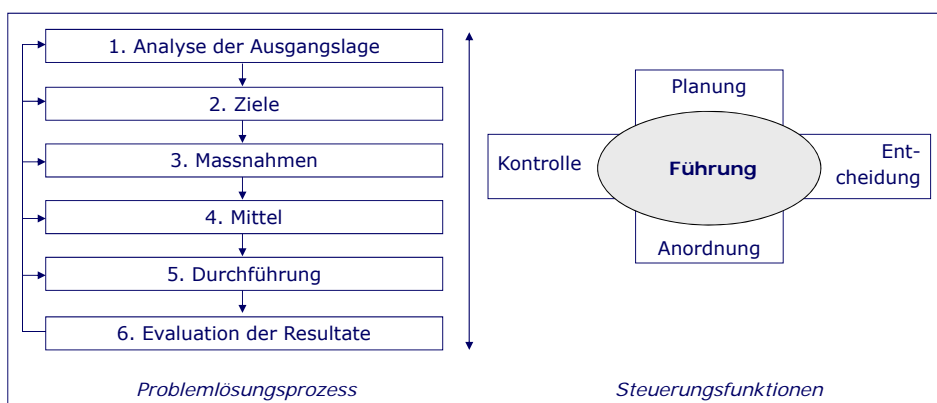 1. Analyse der Ausgangslage
2. Ziele
3. Massnahmen
4. Mittel
5. Durchführung
6. Evaluation der Resultate
Problemlösungsprozess
Planung
Kontrolle
Führung
Ent-
cheidung
Anordnung
Steuerungsfunktionen